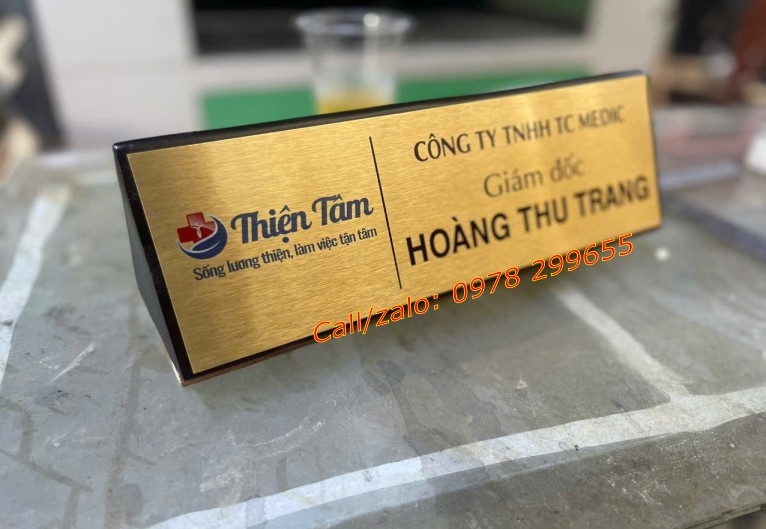 Thiện Tâm
Sống lương thiện, làm việc tận tâm
CÔNG TY TNHH TC MEDIC
Giám đốc
HOÀNG THU TRANG
Call/zalo: 0978 299655